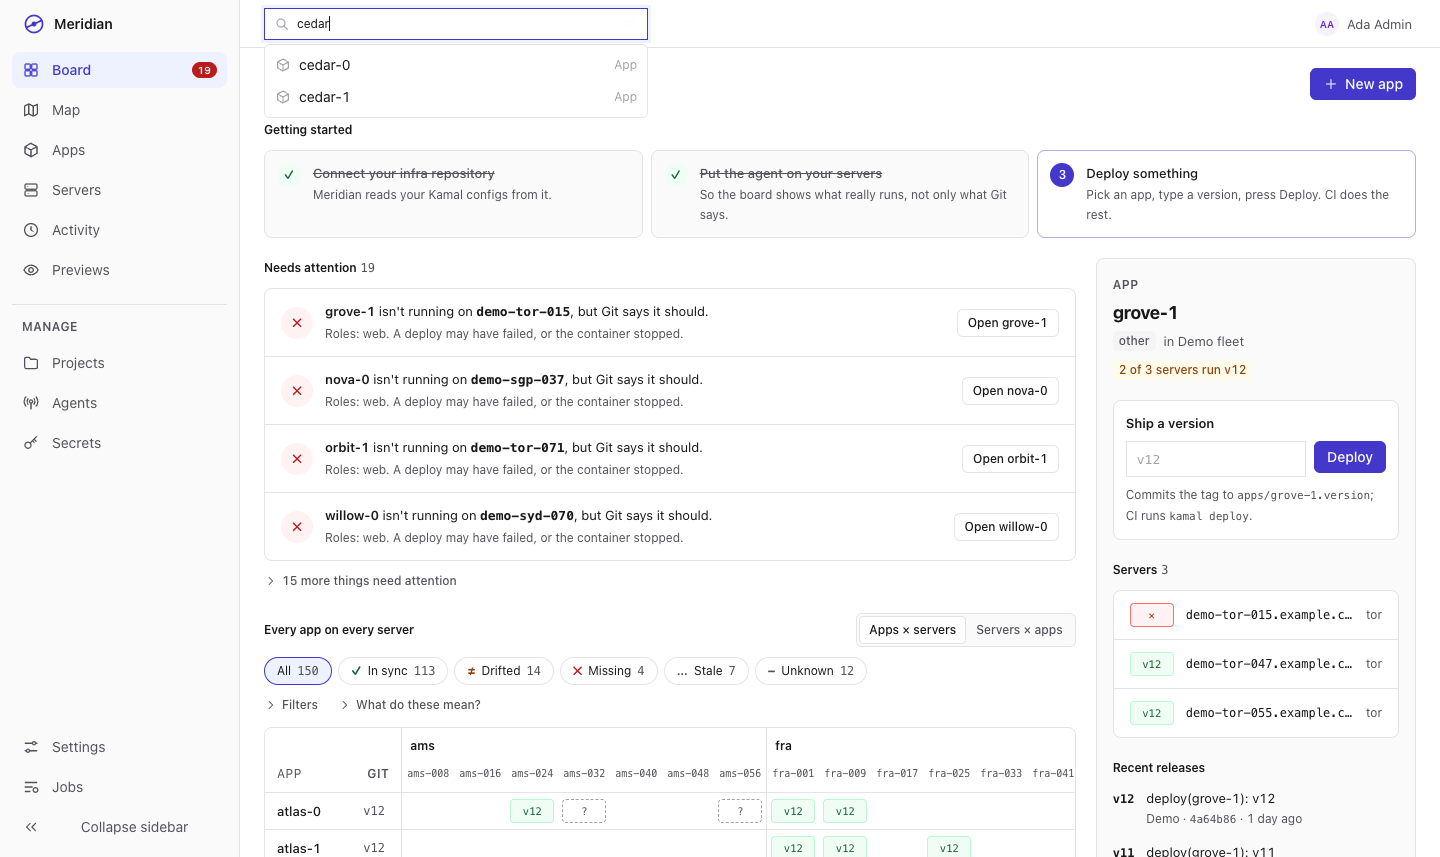 Meridian
Board 19
Map
Apps
Servers
Activity
Previews
MANAGE
Projects
Agents
Secrets
Settings
Jobs
Collapse sidebar
cedar
cedar-0 App
cedar-1 App
AA Ada Admin
+ New app
Getting started
Connect your infra repository
Meridian reads your Kamal configs from it.
Put the agent on your servers
So the board shows what really runs, not only what Git
says.
3 Deploy something
Pick an app, type a version, press Deploy. CI does the
rest.
Needs attention 19
grove-1 isn't running on demo-tor-015, but Git says it should.
Roles: web. A deploy may have failed, or the container stopped.
Open grove-1
nova-0 isn't running on demo-sgp-037, but Git says it should.
Roles: web. A deploy may have failed, or the container stopped.
Open nova-0
orbit-1 isn't running on demo-tor-071, but Git says it should.
Roles: web. A deploy may have failed, or the container stopped.
Open orbit-1
willow-0 isn't running on demo-syd-070, but Git says it should.
Roles: web. A deploy may have failed, or the container stopped.
Open willow-0
15 more things need attention
Every app on every server
Apps × servers Servers × apps
All 150 In sync 113 ≠ Drifted 14 Missing 4 … Stale 7 – Unknown 12
Filters What do these mean?
ams fra
APP GIT ams-008 ams-016 ams-024 ams-032 ams-040 ams-048 ams-056 fra-001 fra-009 fra-017 fra-025 fra-033 fra-041
atlas-0 v12 v12 ? ? v12 v12
atlas-1 v12 v12 v12 v12
APP
grove-1
other in Demo fleet
2 of 3 servers run v12
Ship a version
v12 Deploy
Commits the tag to apps/grove-1.version;
CI runs kamal deploy.
Servers 3
× demo-tor-015.example.c… tor
v12 demo-tor-047.example.c… tor
v12 demo-tor-055.example.c… tor
Recent releases
v12 deploy(grove-1): v12
Demo · 4a64b86 · 1 day ago
v11 deploy(grove-1): v11